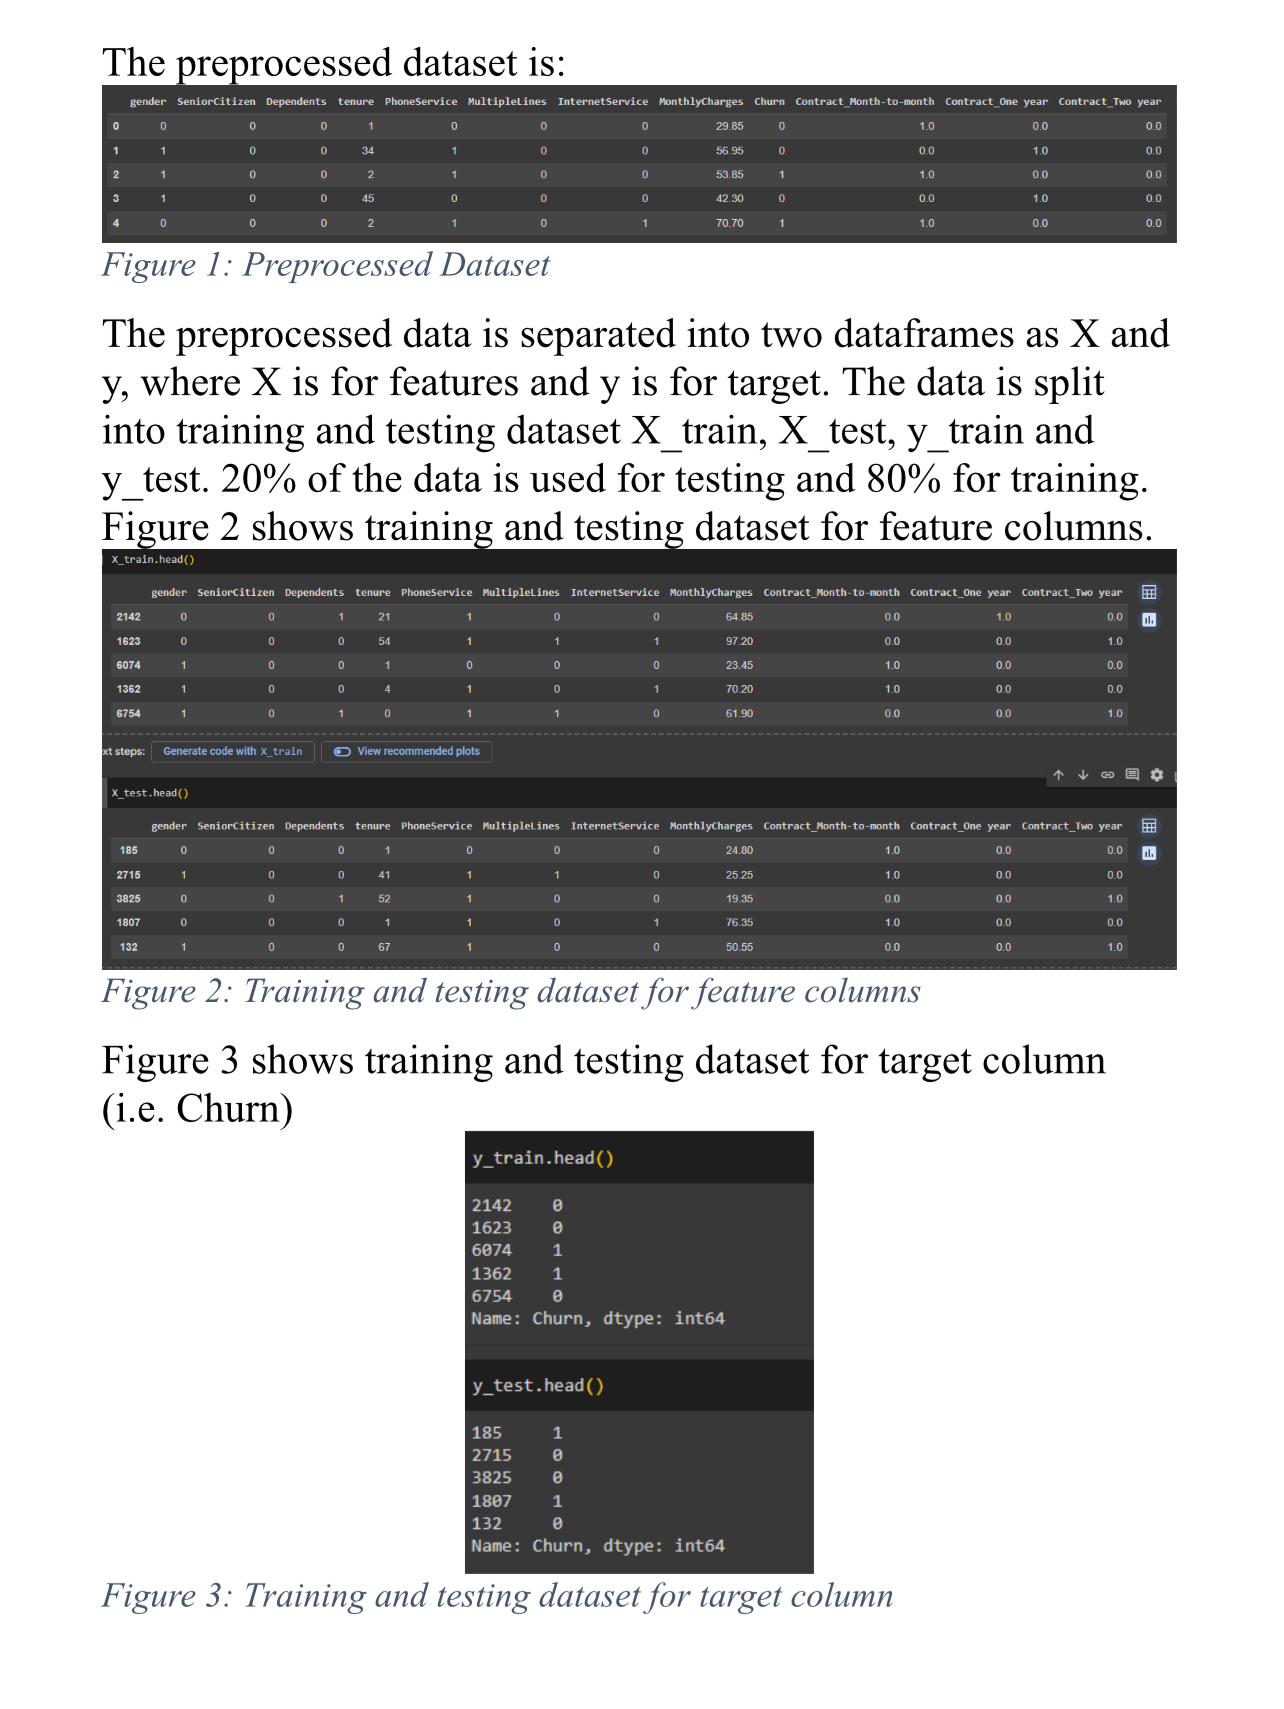 The preprocessed dataset is:
gender SeniorCitizen Dependents tenure PhoneService MultipleLines InternetService MonthlyCharges Churn Contract_Month-to-month Contract_One year Contract_Two year
0 0 0 0 1 0 0 0 29.85 0 1.0 0.0 0.0
1 1 0 0 34 1 0 0 56.95 0 0.0 1.0 0.0
2 1 0 0 2 1 0 0 53.85 1 1.0 0.0 0.0
3 1 0 0 45 0 0 0 42.30 0 0.0 1.0 0.0
4 0 0 0 2 1 0 1 70.70 1 1.0 0.0 0.0
Figure 1: Preprocessed Dataset
The preprocessed data is separated into two dataframes as X and
y, where X is for features and y is for target. The data is split
into training and testing dataset X_train, X_test, y_train and
y_test. 20% of the data is used for testing and 80% for training.
Figure 2 shows training and testing dataset for feature columns.
X_train.head()
gender SeniorCitizen Dependents tenure PhoneService MultipleLines InternetService MonthlyCharges Contract_Month-to-month Contract_One year Contract_Two year
2142 0 0 1 21 1 0 0 64.85 0.0 1.0 0.0
1623 0 0 0 54 1 1 1 97.20 0.0 0.0 1.0
6074 1 0 0 1 0 0 0 23.45 1.0 0.0 0.0
1362 1 0 0 4 1 0 1 70.20 1.0 0.0 0.0
6754 1 0 1 0 1 1 0 61.90 0.0 0.0 1.0
xt steps: Generate code with X_train View recommended plots
X_test.head()
gender SeniorCitizen Dependents tenure PhoneService MultipleLines InternetService MonthlyCharges Contract_Month-to-month Contract_One year Contract_Two year
185 0 0 0 1 0 0 0 24.80 1.0 0.0 0.0
2715 1 0 0 41 1 1 0 25.25 1.0 0.0 0.0
3825 0 0 1 52 1 0 0 19.35 0.0 0.0 1.0
1807 0 0 0 1 1 0 1 76.35 1.0 0.0 0.0
132 1 0 0 67 1 0 0 50.55 0.0 0.0 1.0
Figure 2: Training and testing dataset for feature columns
Figure 3 shows training and testing dataset for target column
(i.e. Churn)
y_train.head()
2142 0
1623 0
6074 1
1362 1
6754 0
Name: Churn, dtype: int64
y_test.head()
185 1
2715 0
3825 0
1807 1
132 0
Name: Churn, dtype: int64
Figure 3: Training and testing dataset for target column